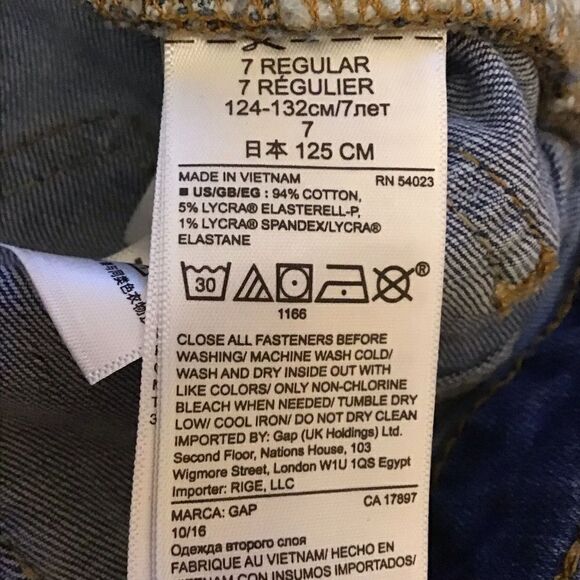 7 REGULAR
7 RÉGULIER
124-132см/7лет
7
日本 125 CM
MADE IN VIETNAM RN 54023
■ US/GB/EG : 94% COTTON,
5% LYCRA® ELASTERELL-P,
1% LYCRA® SPANDEX/LYCRA®
ELASTANE
30
®
1166
CLOSE ALL FASTENERS BEFORE
WASHING/ MACHINE WASH COLD/
WASH AND DRY INSIDE OUT WITH
LIKE COLORS/ ONLY NON-CHLORINE
BLEACH WHEN NEEDED/ TUMBLE DRY
LOW/ COOL IRON/ DO NOT DRY CLEAN
IMPORTED BY: Gap (UK Holdings) Ltd.
Second Floor, Nations House, 103
Wigmore Street, London W1U 1QS Egypt
Importer: RIGE, LLC
MARCA: GAP CA 17897
10/16
Одежда второго слоя
FABRIQUE AU VIETNAM/ HECHO EN
VIETNAM CON INSUMOS IMPORTADOS/